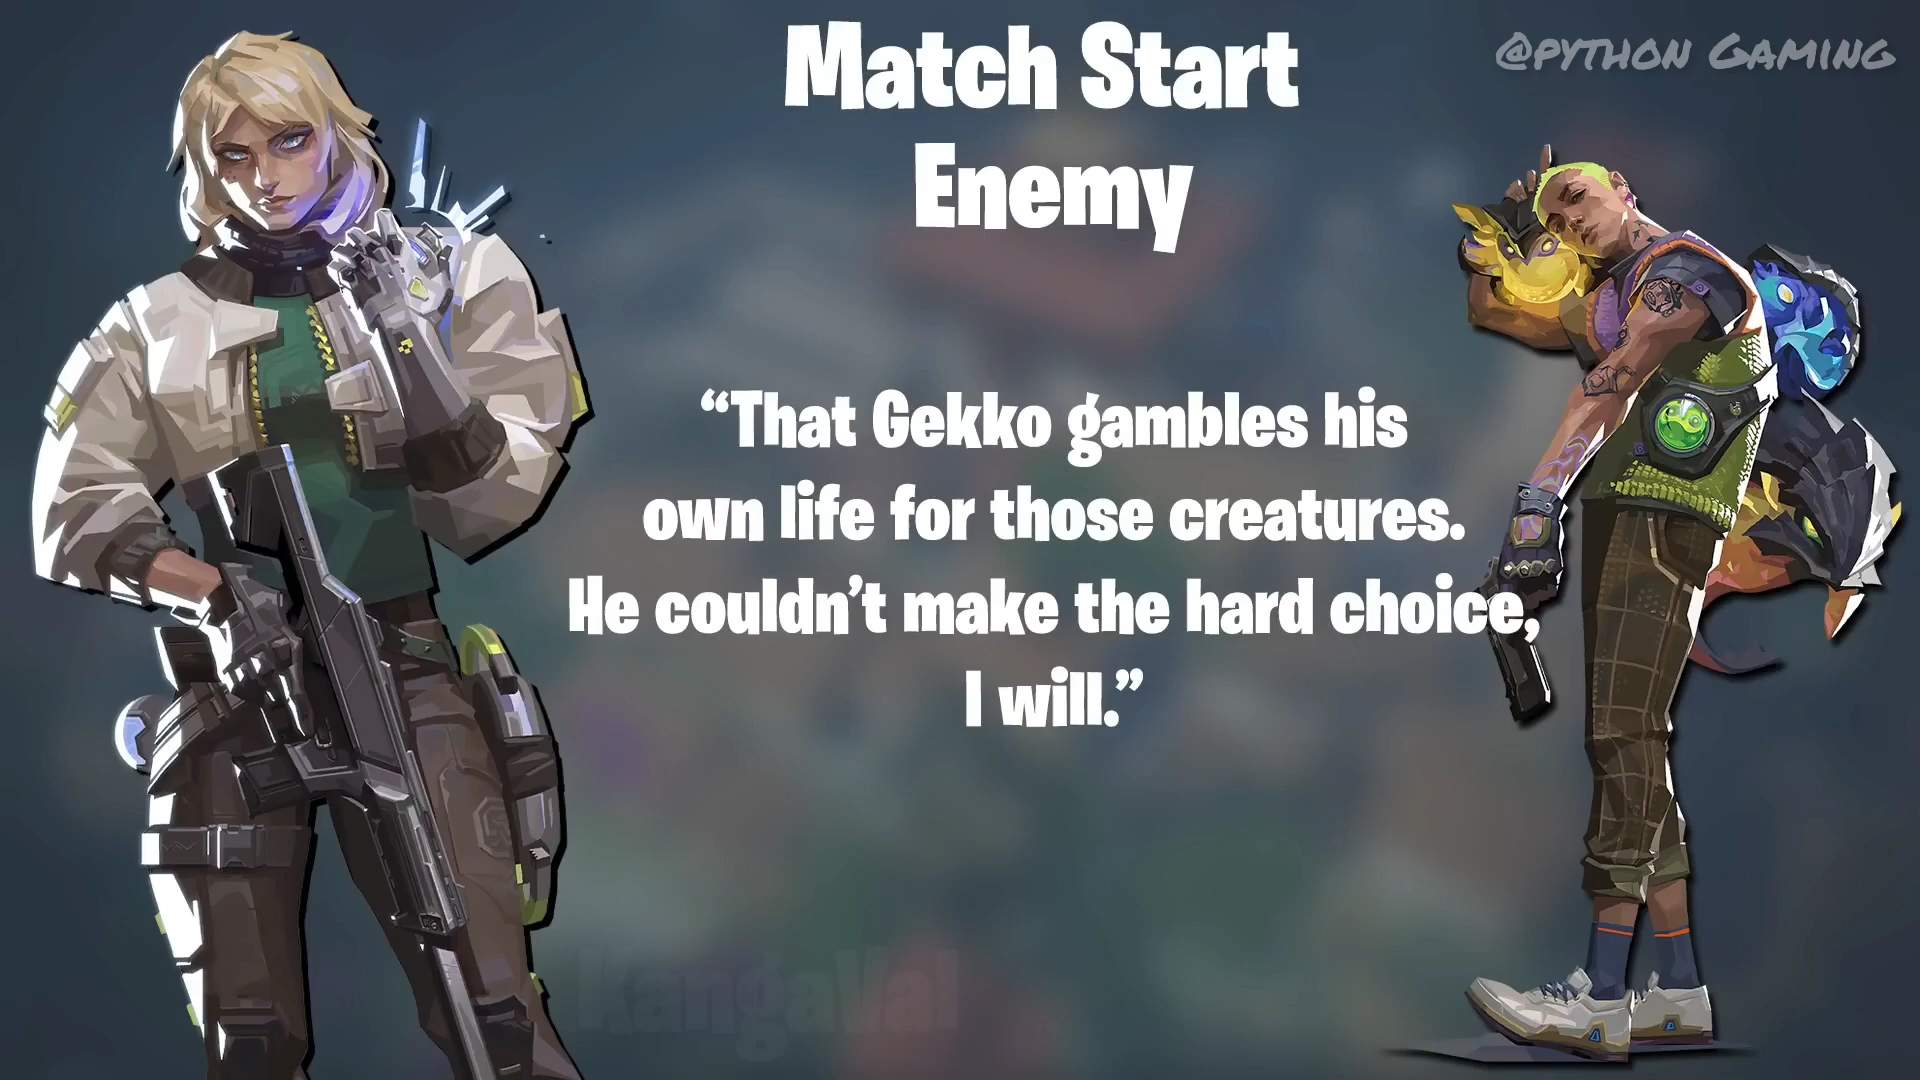 @python Gaming
Match Start
Enemy
“That Gekko gambles his
own life for those creatures.
He couldn’t make the hard choice,
I will.”
KangaVal